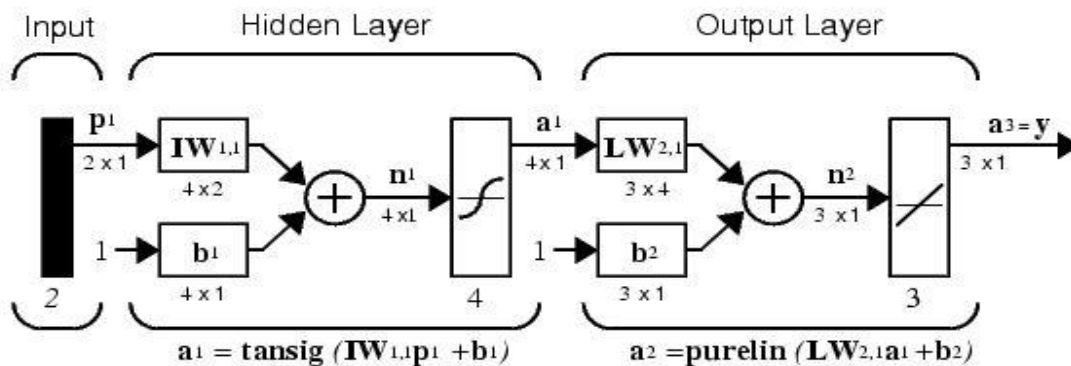 Input Hidden Layer Output Layer
p1 a1 a3 = y
IW1,1 LW2,1
2 x 1 4 x 1 3 x 1
4 x 2 n1 3 x 4 n2
4 x1 3 x 1
1 b1 1 b2
2 4 x 1 4 3 x 1 3
a1 = tansig (IW1,1p1 +b1) a2 =purelin (LW2,1a1 +b2)